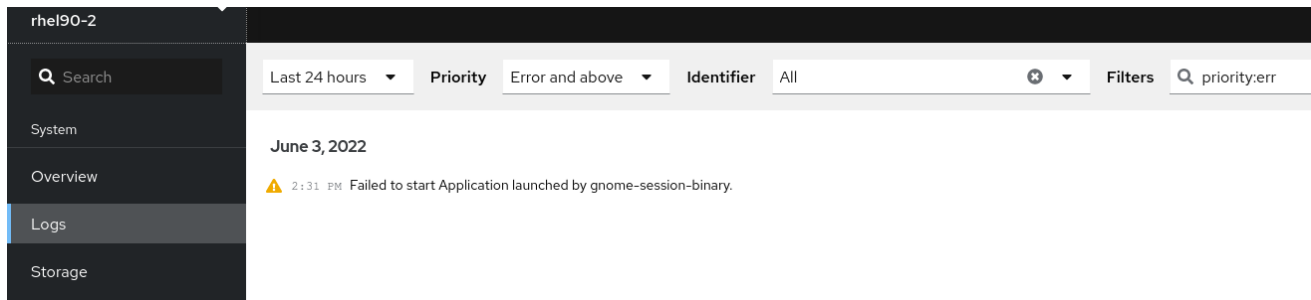 rhel90-2
Search
Last 24 hours Priority Error and above Identifier All Filters priority:err
System
June 3, 2022
Overview
2:31 PM Failed to start Application launched by gnome-session-binary.
Logs
Storage